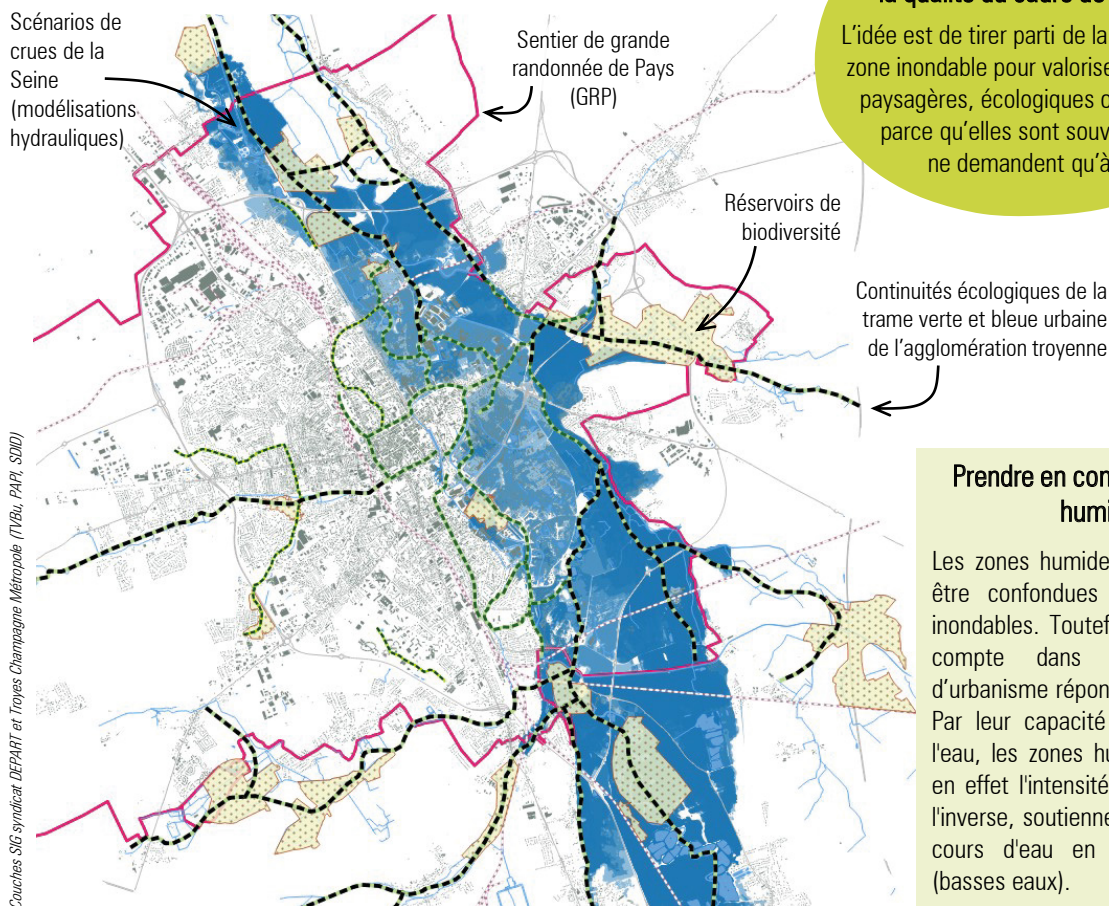 Scénarios de
crues de la
Seine
(modélisations
hydrauliques)
Sentier de grande
randonnée de Pays
(GRP)
L’idée est de tirer parti de la
zone inondable pour valorise
paysagères, écologiques o
parce qu’elles sont souv
ne demandent qu’à
Réservoirs de
biodiversité
Continuités écologiques de la
trame verte et bleue urbaine
de l’agglomération troyenne
Couches SIG syndicat DEPART et Troyes Champagne Métropole (TVBu, PAPI, SDID)
Prendre en con
humi
Les zones humide
être confondues
inondables. Toutef
compte dans
d’urbanisme répon
Par leur capacité
l'eau, les zones hu
en effet l'intensité
l'inverse, soutienne
cours d'eau en
(basses eaux).